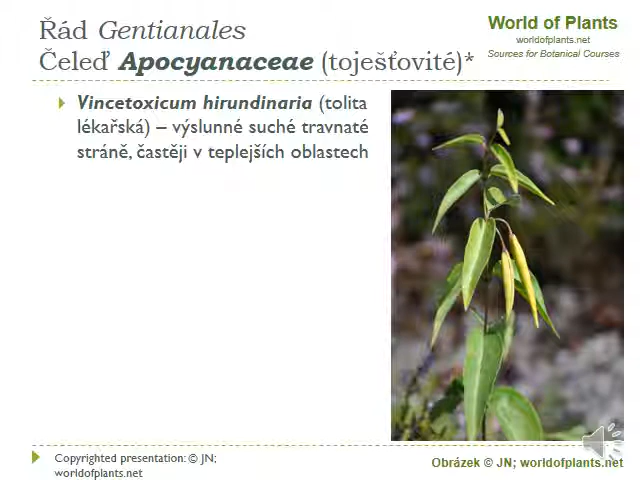 Řád Gentianales
Čeleď Apocyanaceae (toješťovité)*
World of Plants
worldofplants.net
Sources for Botanical Courses
Vincetoxicum hirundinaria (tolita
lékařská) – výslunné suché travnaté
stráně, častěji v teplejších oblastech
Copyrighted presentation: © JN;
worldofplants.net
Obrázek © JN; worldofplants.net